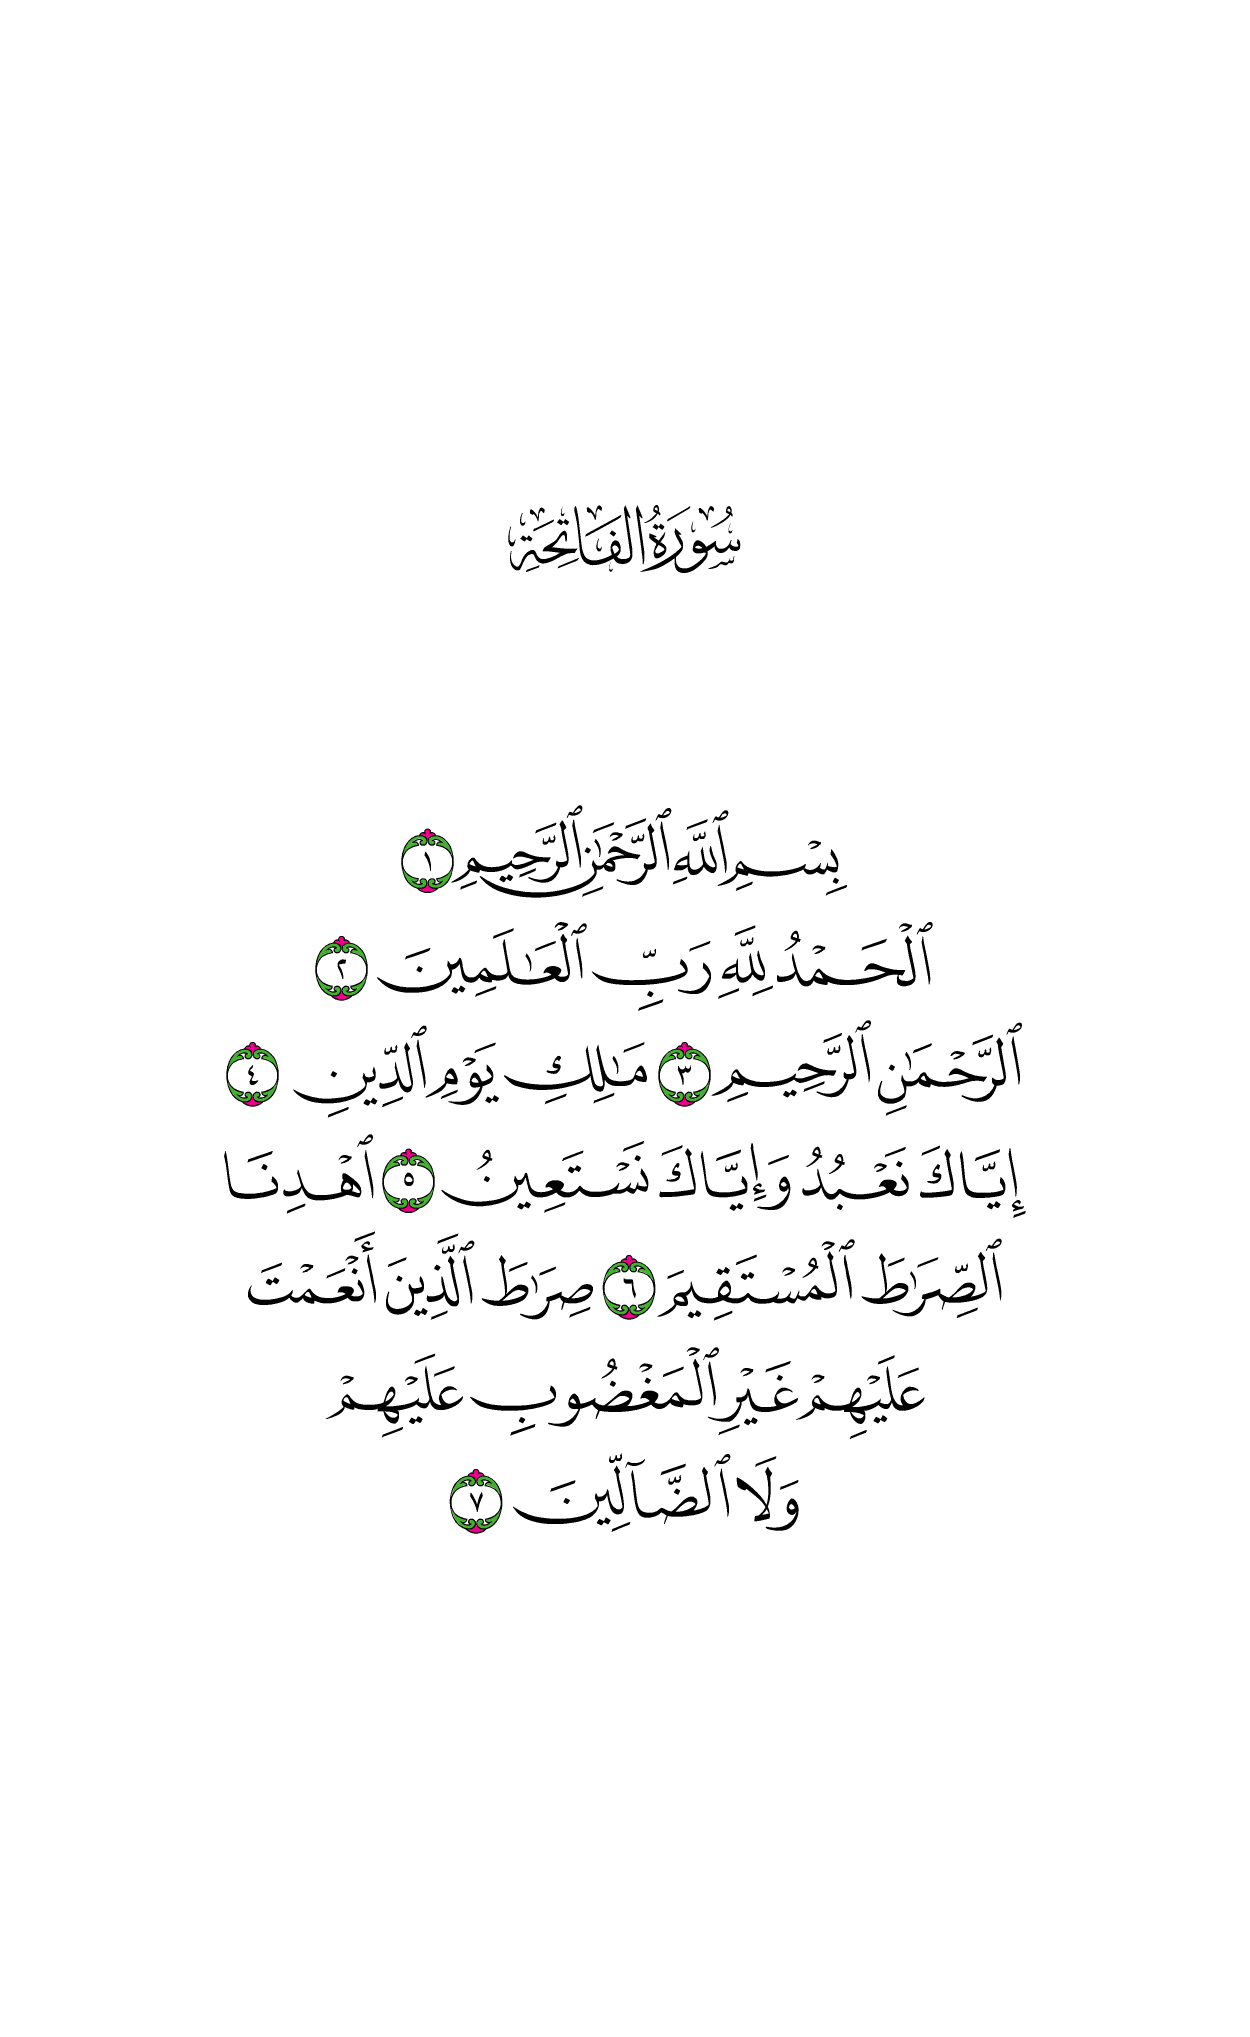 سُورَةُ الفَاتِحَةِ
بِسْمِ ٱللَّهِ ٱلرَّحْمَٰنِ ٱلرَّحِيمِ ١
ٱلْحَمْدُ لِلَّهِ رَبِّ ٱلْعَٰلَمِينَ ٢
ٱلرَّحْمَٰنِ ٱلرَّحِيمِ ٣ مَٰلِكِ يَوْمِ ٱلدِّينِ ٤
إِيَّاكَ نَعْبُدُ وَإِيَّاكَ نَسْتَعِينُ ٥ ٱهْدِنَا
ٱلصِّرَٰطَ ٱلْمُسْتَقِيمَ ٦ صِرَٰطَ ٱلَّذِينَ أَنْعَمْتَ
عَلَيْهِمْ غَيْرِ ٱلْمَغْضُوبِ عَلَيْهِمْ
وَلَا ٱلضَّآلِّينَ ٧